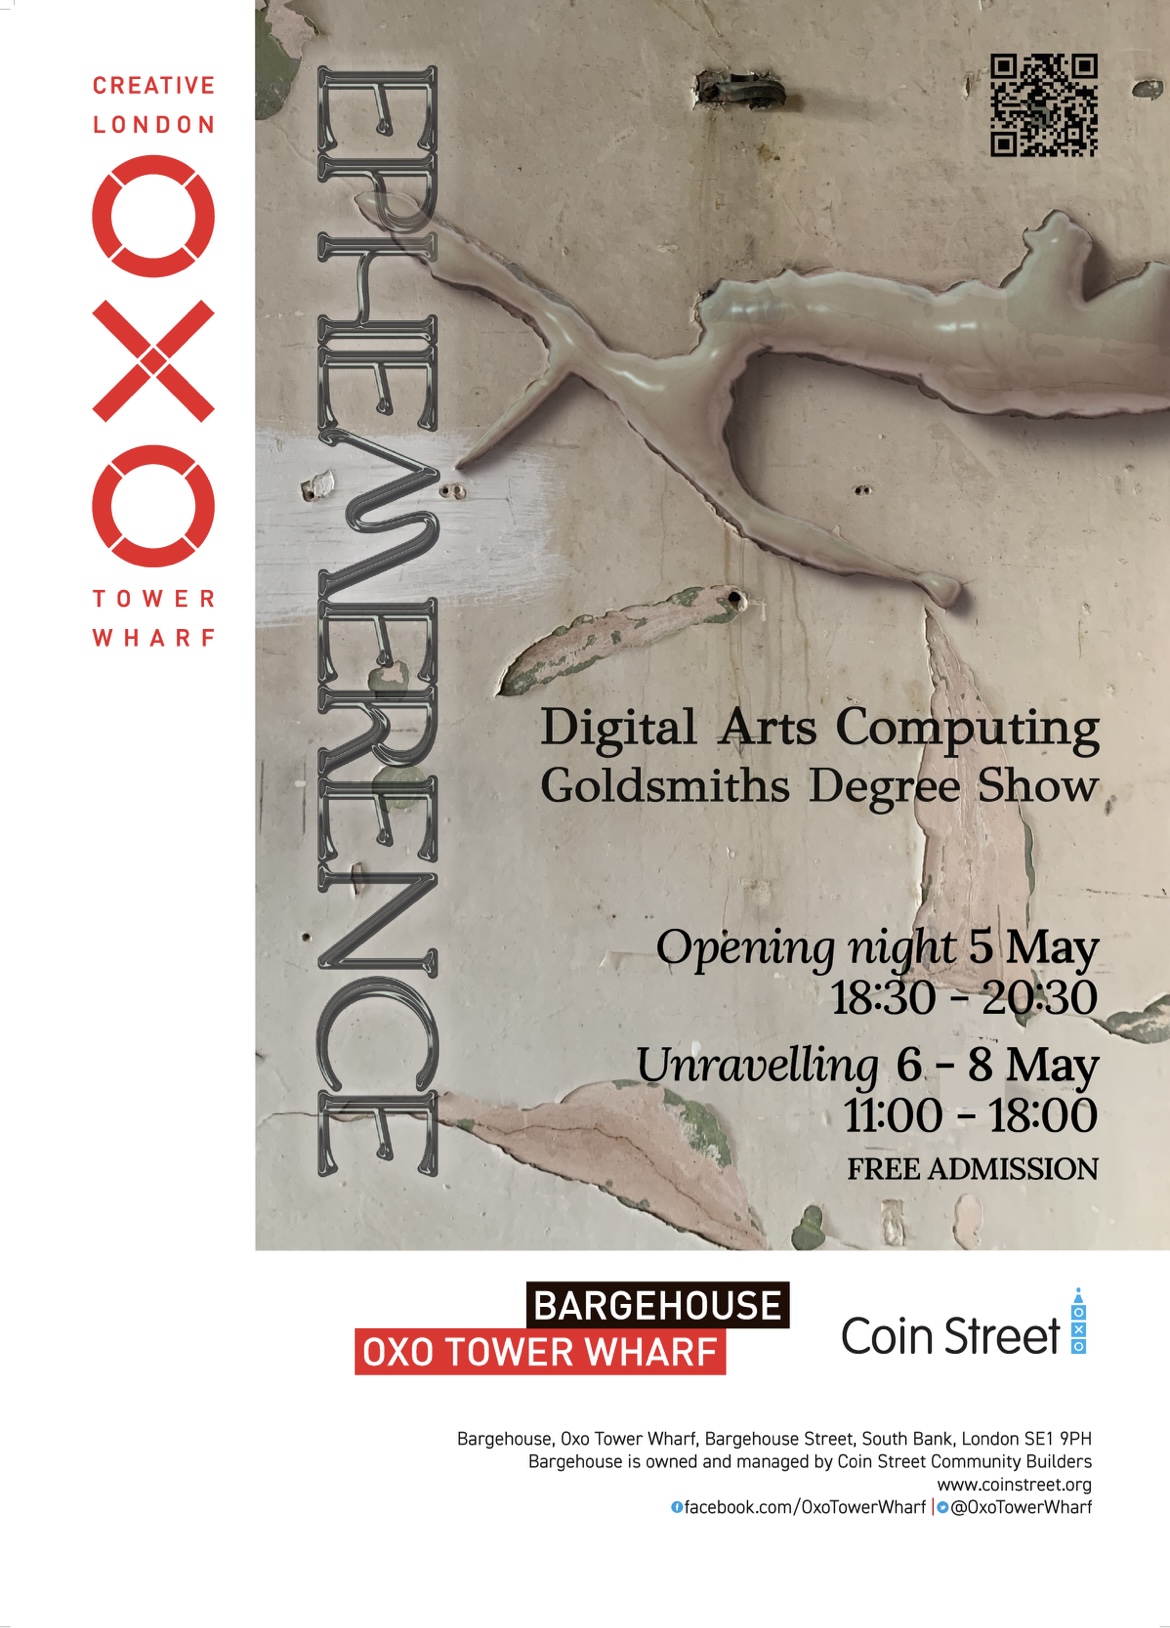 CREATIVE
LONDON
OXO
TOWER
WHARF
EPHEMERENCE
Digital Arts Computing
Goldsmiths Degree Show
Opening night 5 May
18:30 - 20:30
Unravelling 6 - 8 May
11:00 - 18:00
FREE ADMISSION
BARGEHOUSE
OXO TOWER WHARF
Coin Street
OXO
Bargehouse, Oxo Tower Wharf, Bargehouse Street, South Bank, London SE1 9PH
Bargehouse is owned and managed by Coin Street Community Builders
www.coinstreet.org
facebook.com/OxoTowerWharf | @OxoTowerWharf